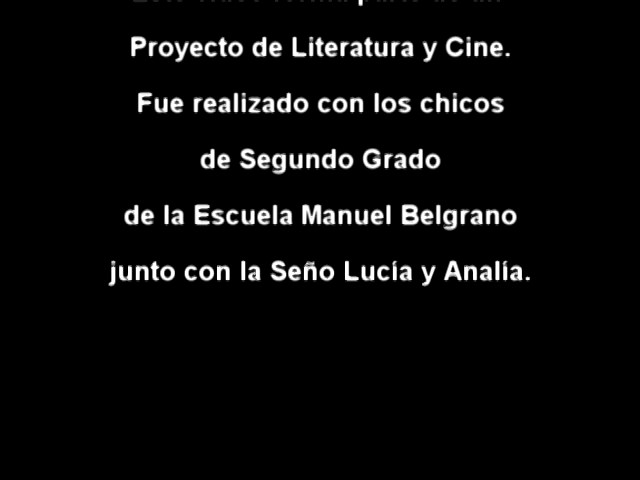 Proyecto de Literatura y Cine.
Fue realizado con los chicos
de Segundo Grado
de la Escuela Manuel Belgrano
junto con la Seño Lucía y Analía.